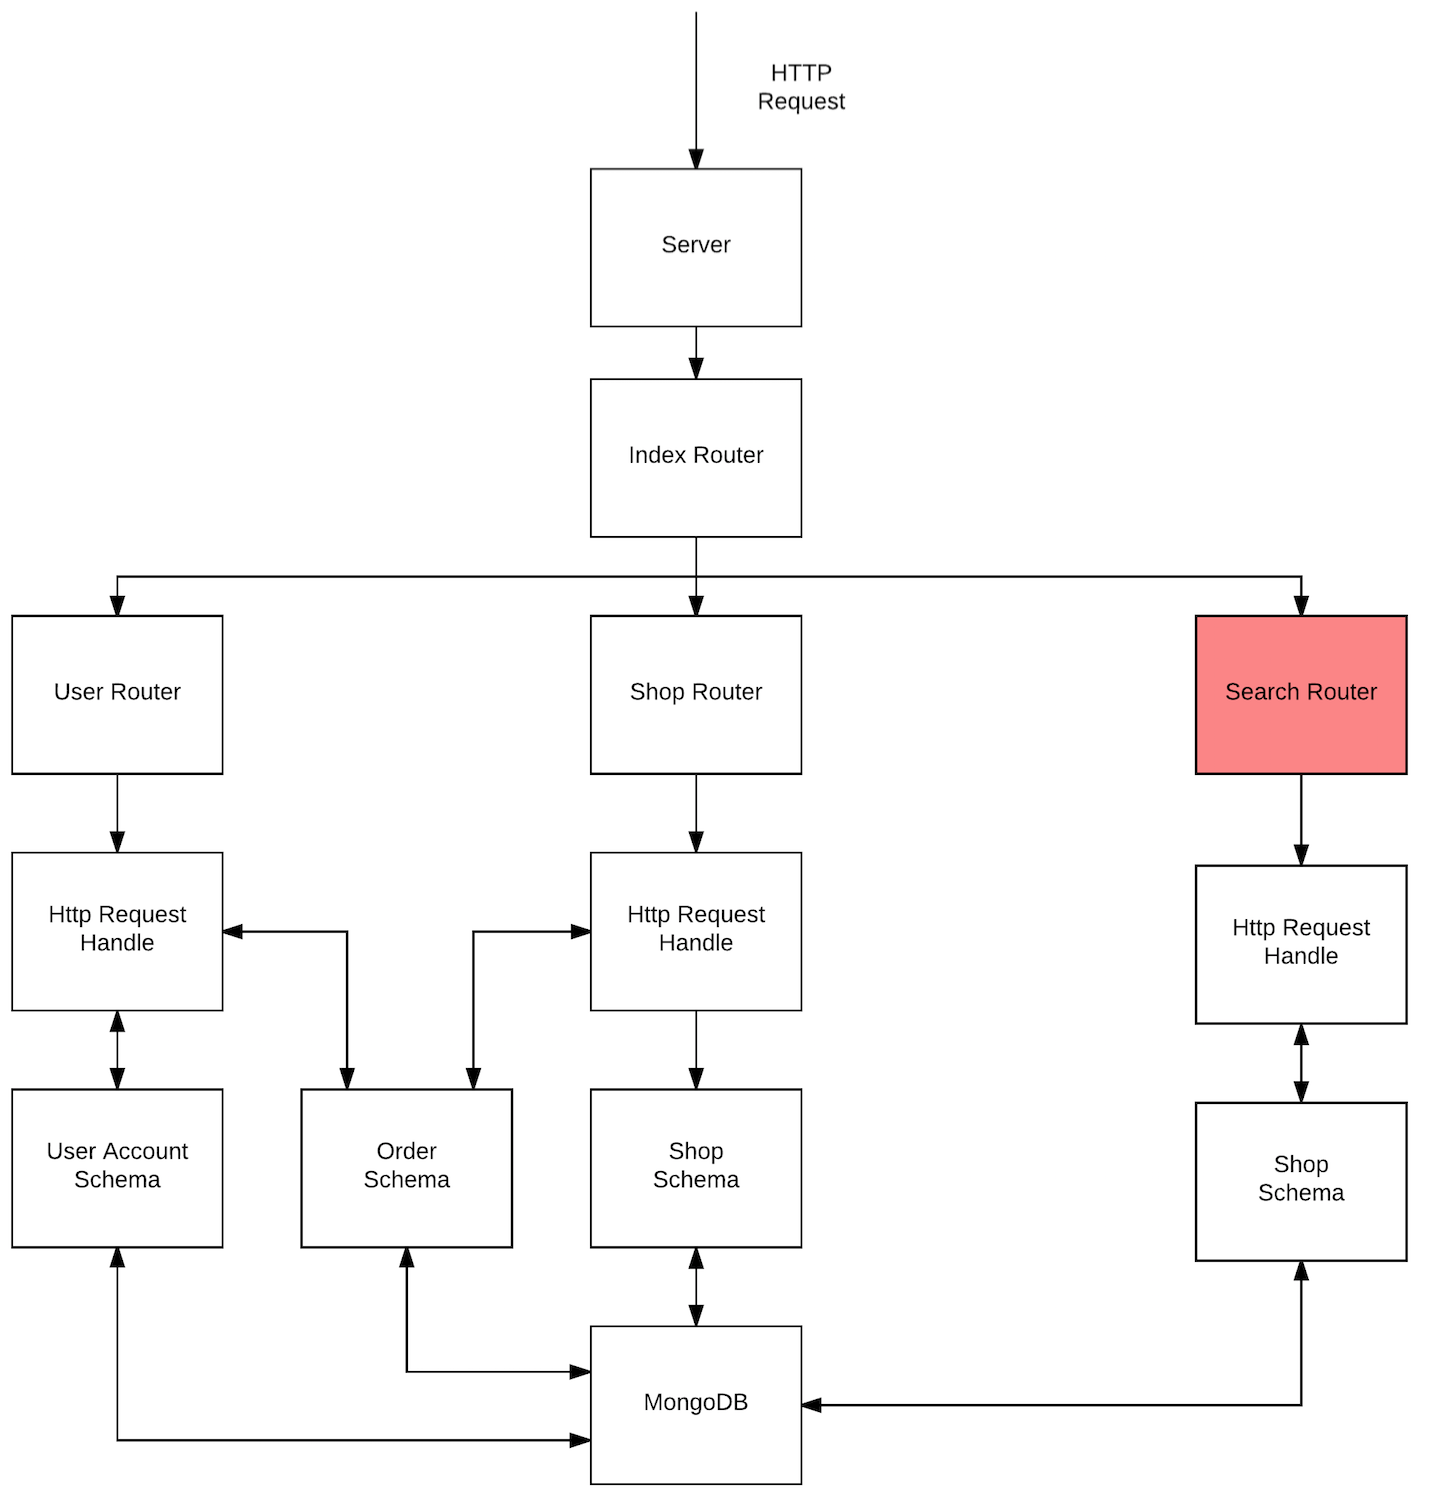 HTTP
Request
Server
Index Router
User Router
Shop Router
Search Router
Http Request
Handle
Http Request
Handle
Http Request
Handle
User Account
Schema
Order
Schema
Shop
Schema
Shop
Schema
MongoDB